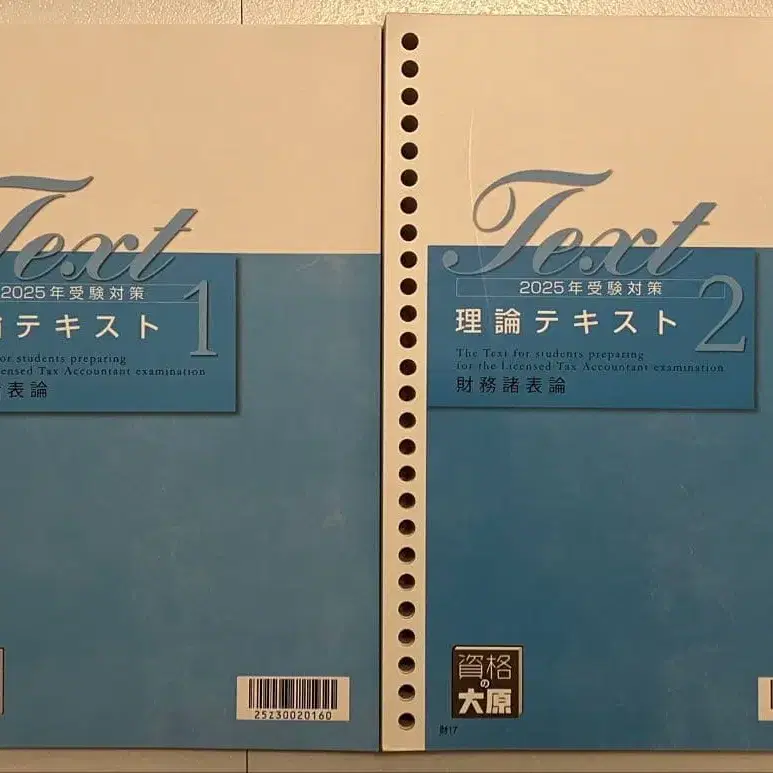 Text
2025年受験対策
論テキスト 1
for students preparing
Licensed Tax Accountant examination
表論
25230020160
Text
2025年受験対策
理論テキスト 2
The Text for students preparing
for the Licensed Tax Accountant examination
財務諸表論
資格
の
大原
財17